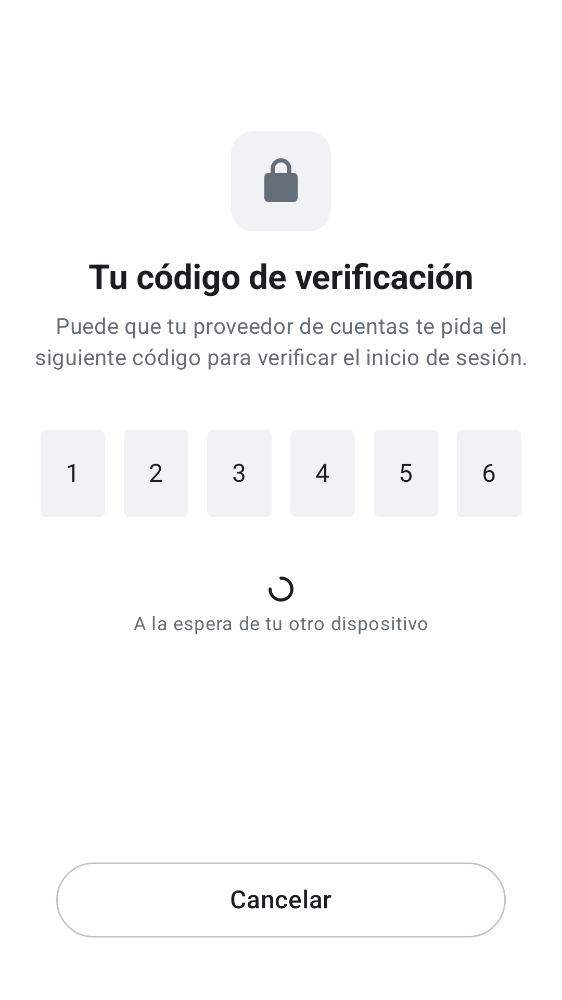 Tu código de verificación
Puede que tu proveedor de cuentas te pida el
siguiente código para verificar el inicio de sesión.
1 2 3 4 5 6
A la espera de tu otro dispositivo
Cancelar